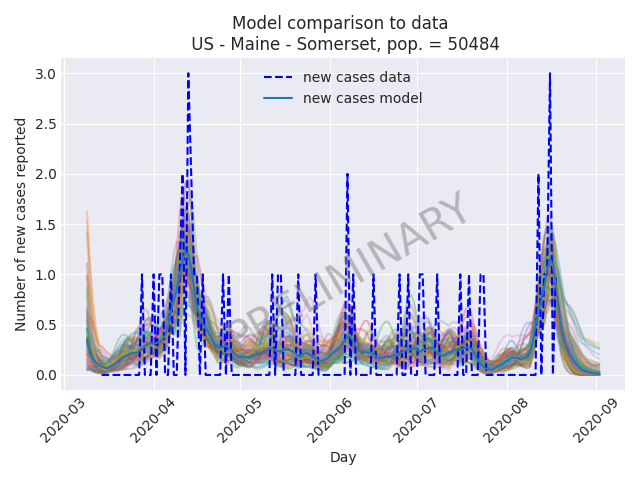 Model comparison to data
US - Maine - Somerset, pop. = 50484
new cases data
new cases model
PRELIMINARY
Number of new cases reported
3.0
2.5
2.0
1.5
1.0
0.5
0.0
2020-03
2020-04
2020-05
2020-06
2020-07
2020-08
2020-09
Day